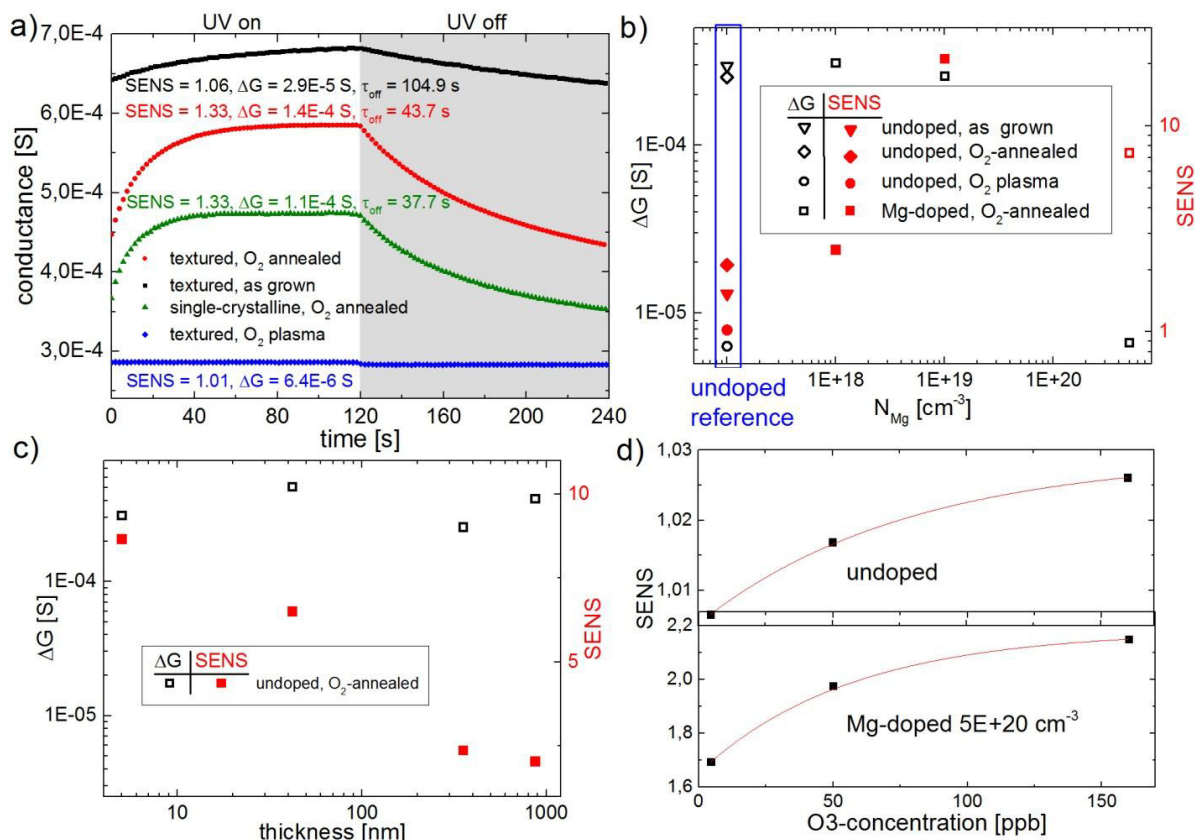 a)
UV on
UV off
7,0E-4
6,0E-4
5,0E-4
4,0E-4
3,0E-4
conductance [S]
SENS = 1.06, ΔG = 2.9E-5 S, τoff = 104.9 s
SENS = 1.33, ΔG = 1.4E-4 S, τoff = 43.7 s
SENS = 1.33, ΔG = 1.1E-4 S, τoff = 37.7 s
textured, O2 annealed
textured, as grown
single-crystalline, O2 annealed
textured, O2 plasma
SENS = 1.01, ΔG = 6.4E-6 S
0 40 80 120 160 200 240
time [s]
b)
1E-04
1E-05
ΔG [S]
ΔG SENS
undoped, as grown
undoped, O2-annealed
undoped, O2 plasma
Mg-doped, O2-annealed
10
1
SENS
1E+18 1E+19 1E+20
undoped
reference
NMg [cm-3]
c)
1E-04
1E-05
ΔG [S]
ΔG SENS
undoped, O2-annealed
10
5
SENS
10 100 1000
thickness [nm]
d)
1,03
1,02
1,01
undoped
SENS
2,2
2,0
1,8
1,6
Mg-doped 5E+20 cm-3
0 50 100 150
O3-concentration [ppb]